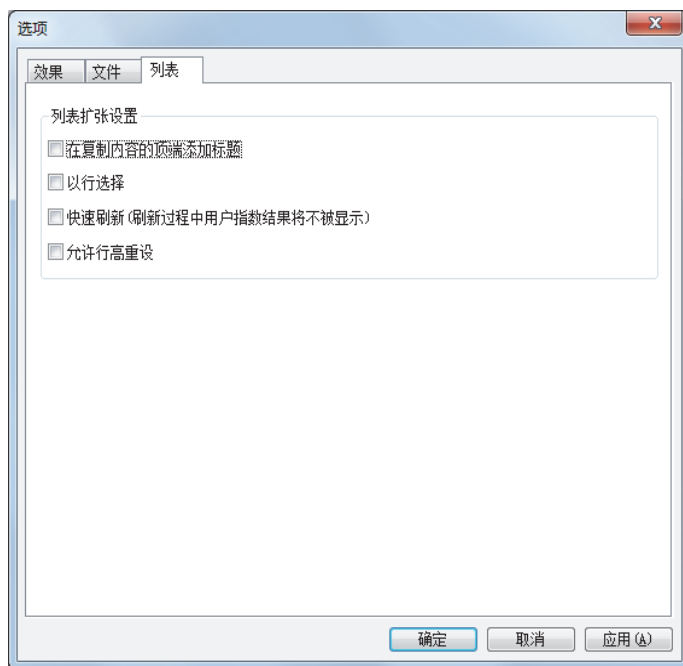 选项
效果 文件 列表
列表扩张设置
在复制内容的顶端添加标题
以行选择
快速刷新(刷新过程中用户指数结果将不被显示)
允许行高重设
确定 取消 应用(A)